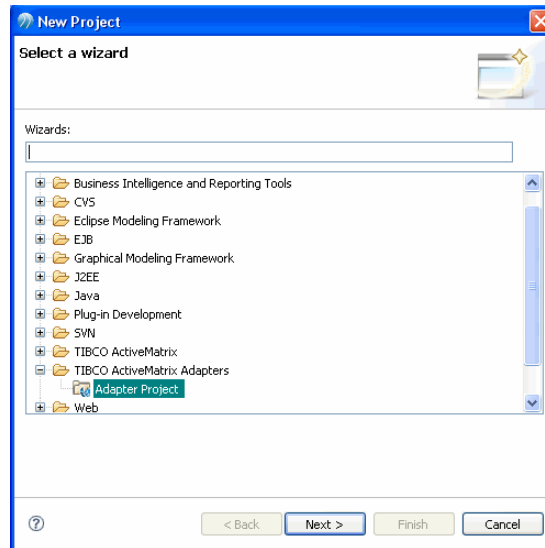 New Project
Select a wizard
Wizards:
Business Intelligence and Reporting Tools
CVS
Eclipse Modeling Framework
EJB
Graphical Modeling Framework
J2EE
Java
Plug-in Development
SVN
TIBCO ActiveMatrix
TIBCO ActiveMatrix Adapters
Adapter Project
Web
< Back Next > Finish Cancel